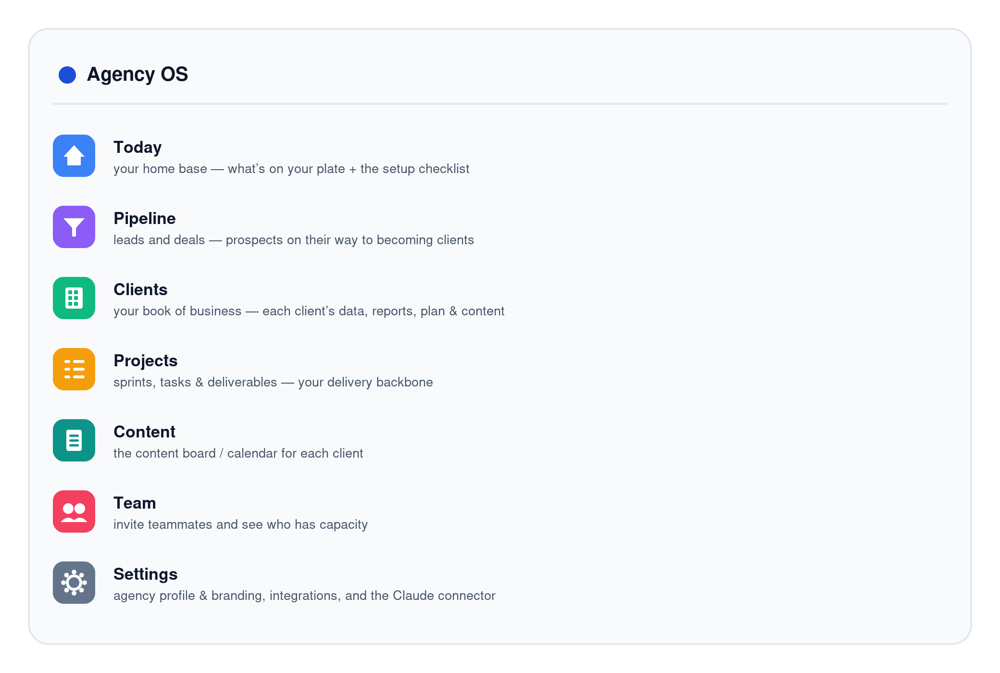 Agency OS
Today
your home base — what’s on your plate + the setup checklist
Pipeline
leads and deals — prospects on their way to becoming clients
Clients
your book of business — each client’s data, reports, plan & content
Projects
sprints, tasks & deliverables — your delivery backbone
Content
the content board / calendar for each client
Team
invite teammates and see who has capacity
Settings
agency profile & branding, integrations, and the Claude connector